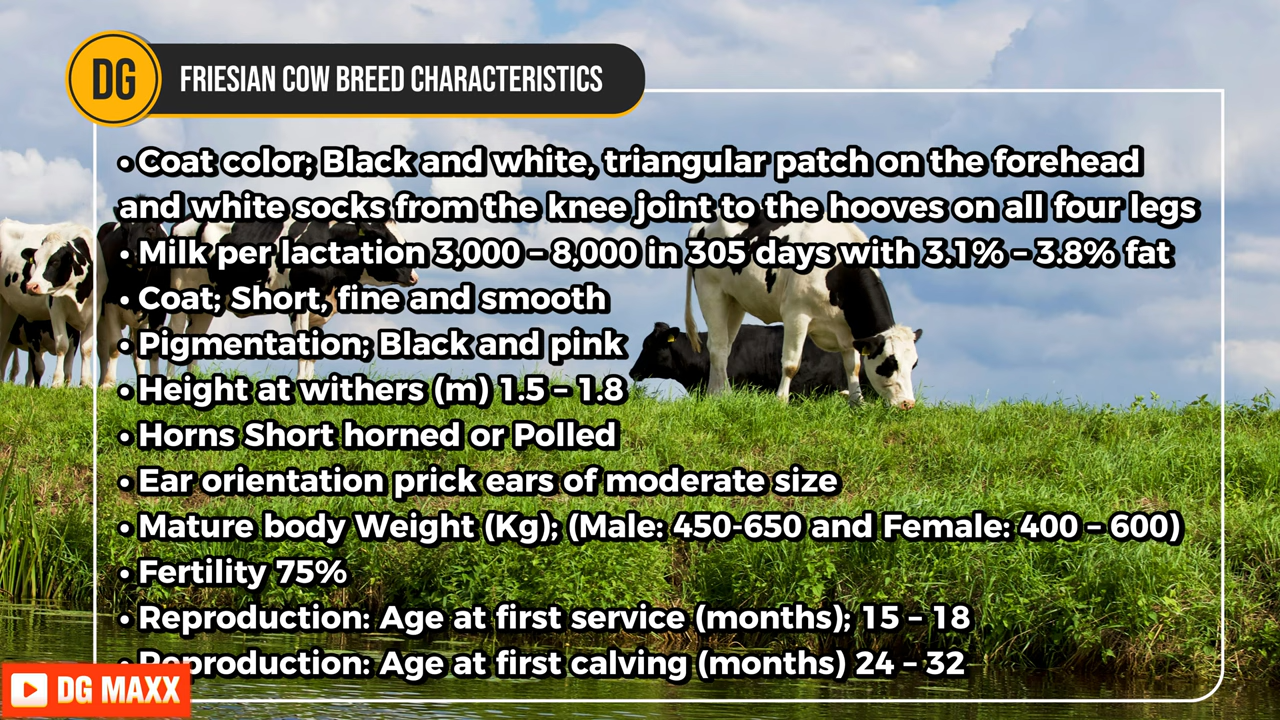 DG
FRIESIAN COW BREED CHARACTERISTICS
• Coat color; Black and white, triangular patch on the forehead
and white socks from the knee joint to the hooves on all four legs
• Milk per lactation 3,000 – 8,000 in 305 days with 3.1% – 3.8% fat
• Coat; Short, fine and smooth
• Pigmentation; Black and pink
• Height at withers (m) 1.5 – 1.8
• Horns Short horned or Polled
• Ear orientation prick ears of moderate size
• Mature body Weight (Kg); (Male: 450-650 and Female: 400 – 600)
• Fertility 75%
• Reproduction: Age at first service (months); 15 – 18
• Reproduction: Age at first calving (months) 24 – 32
DG MAXX